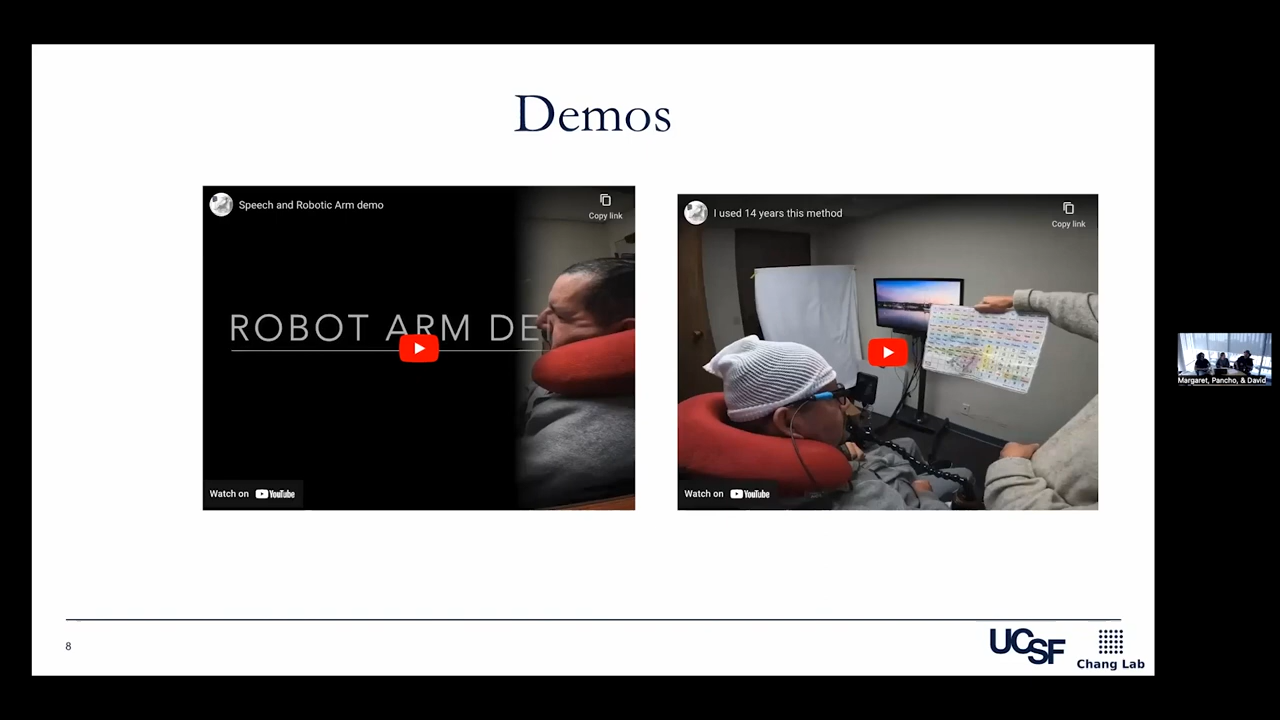 Demos
Speech and Robotic Arm demo
Copy link
ROBOT ARM DE
Watch on YouTube
I used 14 years this method
Copy link
Watch on YouTube
8
UCSF
Chang Lab
Margaret, Pancho, & David